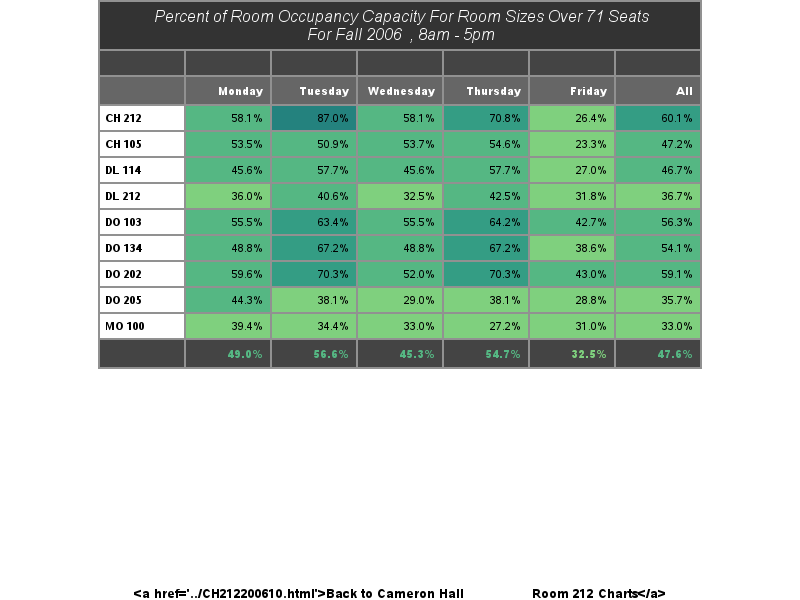 Percent of Room Occupancy Capacity For Room Sizes Over 71 Seats
For Fall 2006 , 8am - 5pm
Monday Tuesday Wednesday Thursday Friday All
CH 212 58.1% 87.0% 58.1% 70.8% 26.4% 60.1%
CH 105 53.5% 50.9% 53.7% 54.6% 23.3% 47.2%
DL 114 45.6% 57.7% 45.6% 57.7% 27.0% 46.7%
DL 212 36.0% 40.6% 32.5% 42.5% 31.8% 36.7%
DO 103 55.5% 63.4% 55.5% 64.2% 42.7% 56.3%
DO 134 48.8% 67.2% 48.8% 67.2% 38.6% 54.1%
DO 202 59.6% 70.3% 52.0% 70.3% 43.0% 59.1%
DO 205 44.3% 38.1% 29.0% 38.1% 28.8% 35.7%
MO 100 39.4% 34.4% 33.0% 27.2% 31.0% 33.0%
49.0% 56.6% 45.3% 54.7% 32.5% 47.6%
<a href='../CH212200610.html'>Back to Cameron Hall Room 212 Charts</a>